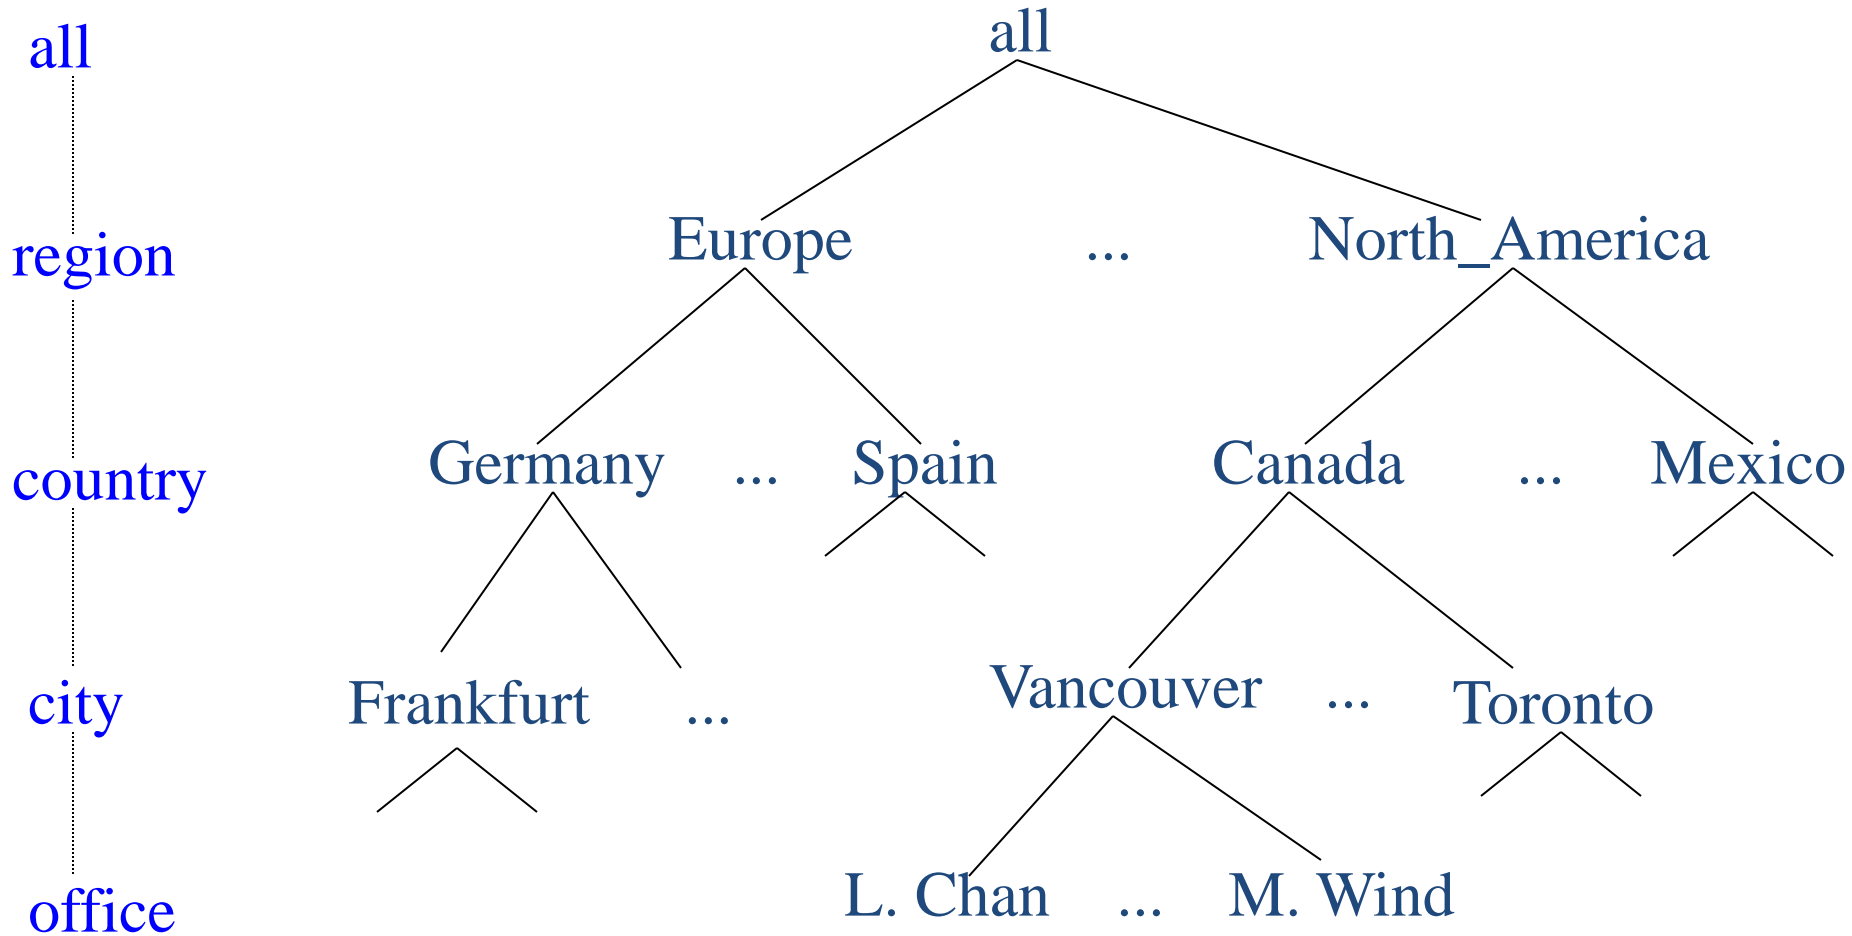 all all
region Europe ... North_America
country Germany ... Spain Canada ... Mexico
city Frankfurt ... Vancouver ... Toronto
office L. Chan ... M. Wind